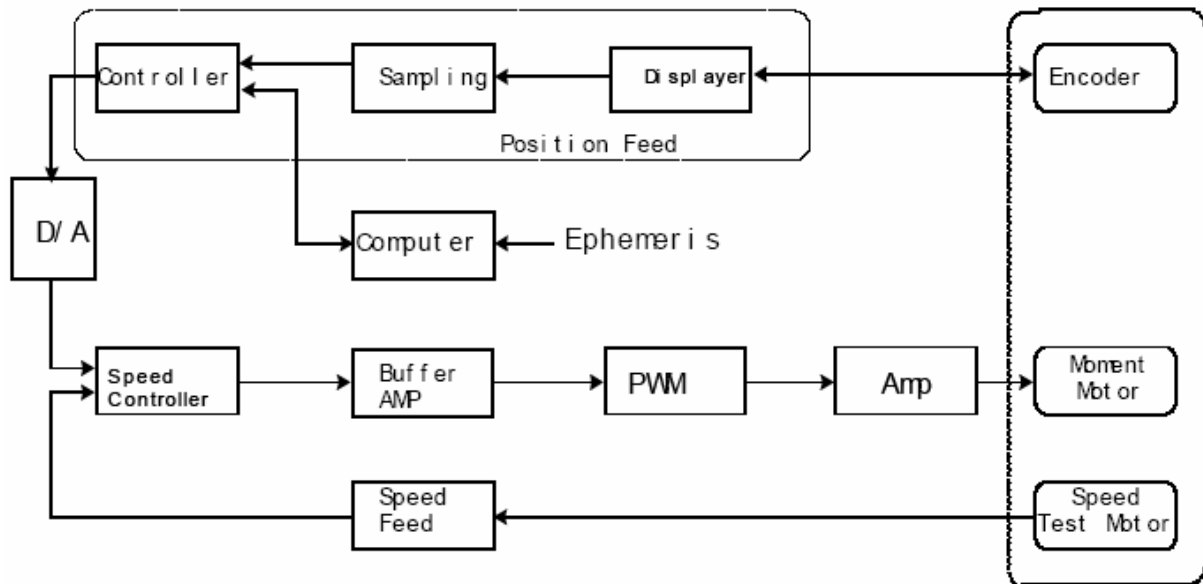 Controller
Sampling
Displayer
Encoder
Position Feed
D/A
Computer
Ephemeris
Speed
Controller
Buffer
AMP
PWM
Amp
Moment
Motor
Speed
Feed
Speed
Test Motor